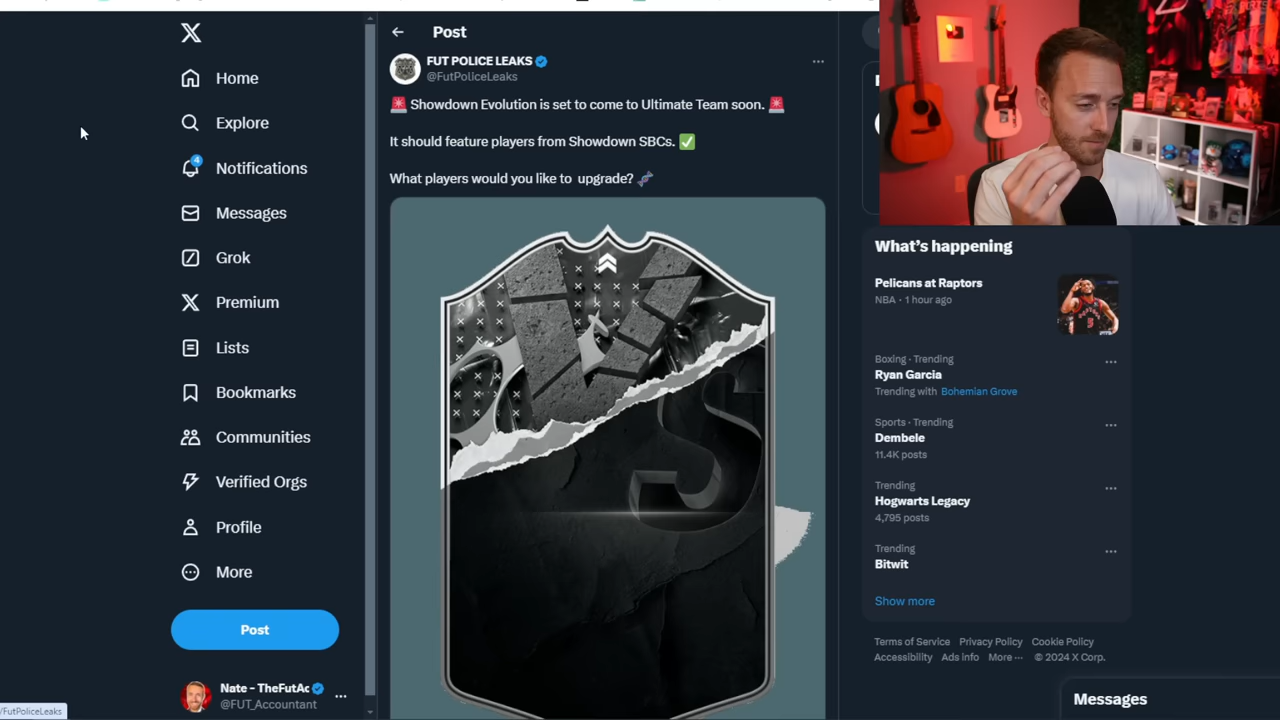 Home
Explore
4
Notifications
Messages
Grok
Premium
Lists
Bookmarks
Communities
Verified Orgs
Profile
More
Post
Nate - TheFutAc
@FUT_Accountant
/FutPoliceLeaks
Post
FUT POLICE LEAKS
@FutPoliceLeaks
🚨 Showdown Evolution is set to come to Ultimate Team soon. 🚨
It should feature players from Showdown SBCs. ✅
What players would you like to upgrade? 🧬
VS
What's happening
Pelicans at Raptors
NBA · 1 hour ago
Boxing · Trending
Ryan Garcia
Trending with Bohemian Grove
Sports · Trending
Dembele
11.4K posts
Trending
Hogwarts Legacy
4,795 posts
Trending
Bitwit
Show more
Terms of Service Privacy Policy Cookie Policy
Accessibility Ads info More ··· © 2024 X Corp.
Messages